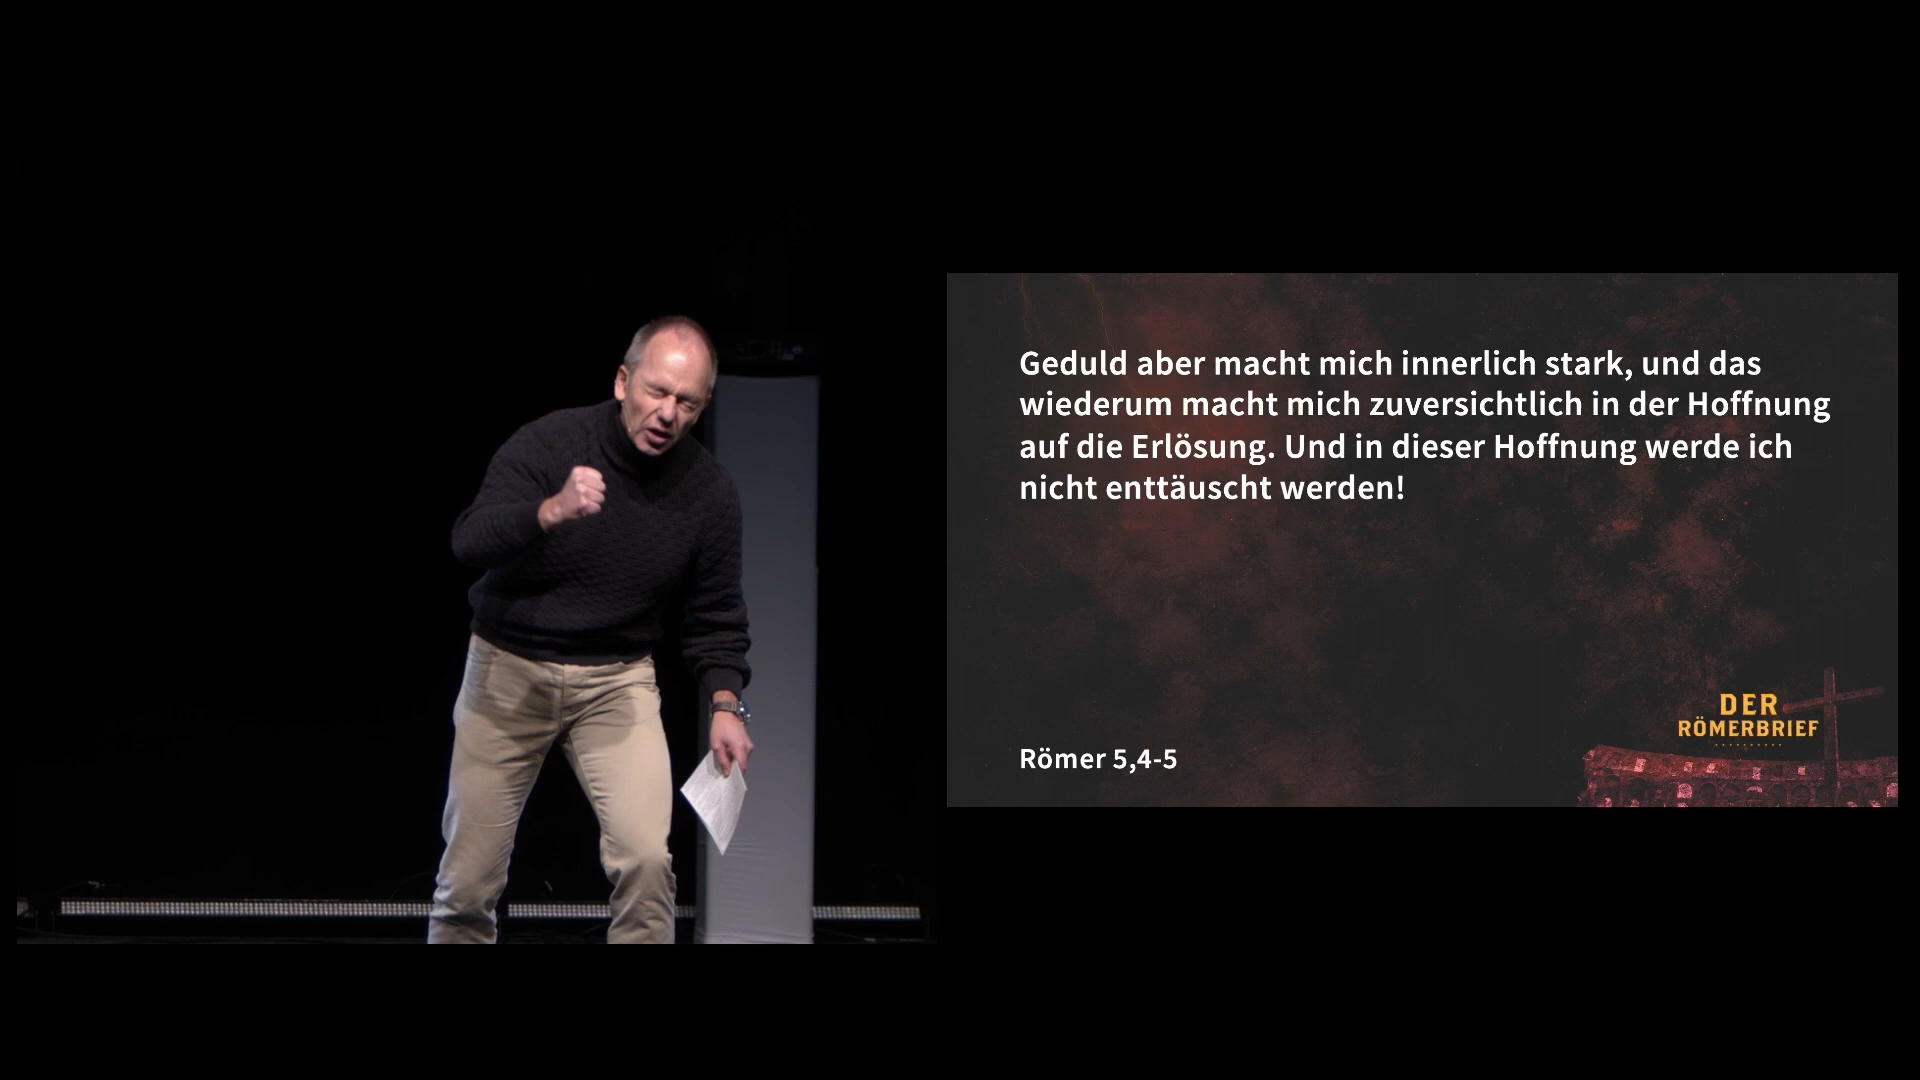 Geduld aber macht mich innerlich stark, und das
wiederum macht mich zuversichtlich in der Hoffnung
auf die Erlösung. Und in dieser Hoffnung werde ich
nicht enttäuscht werden!
DER
RÖMERBRIEF
Römer 5,4-5